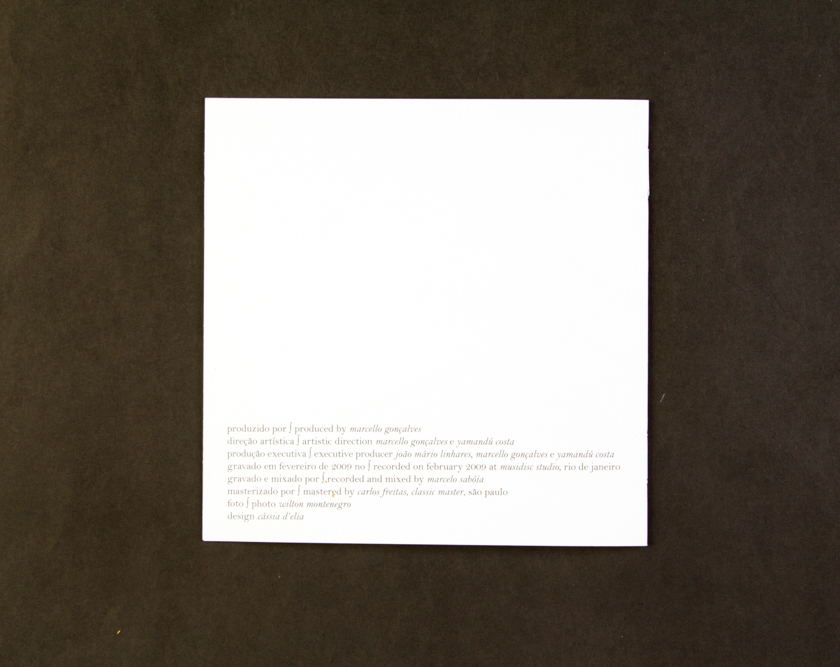 produzido por ∫ produced by marcello gonçalves
direção artística ∫ artistic direction marcello gonçalves e yamandú costa
produção executiva ∫ executive producer joão mário linhares, marcello gonçalves e yamandú costa
gravado em fevereiro de 2009 no ∫ recorded on february 2009 at musidisc studio, rio de janeiro
gravado e mixado por ∫,recorded and mixed by marcelo sabóia
masterizado por ∫ mastered by carlos freitas, classic master, são paulo
foto ∫ photo wilton montenegro
design cássia d'elia